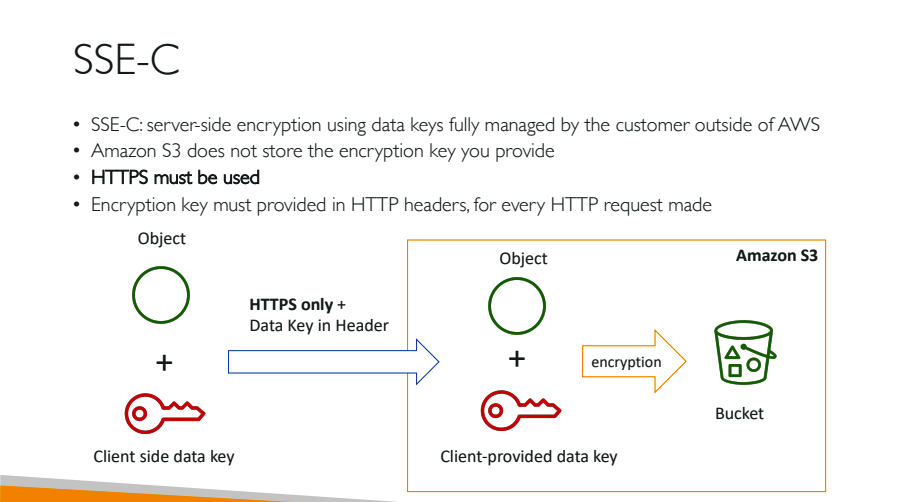 SSE-C
• SSE-C: server-side encryption using data keys fully managed by the customer outside of AWS
• Amazon S3 does not store the encryption key you provide
• HTTPS must be used
• Encryption key must provided in HTTP headers, for every HTTP request made
Object
HTTPS only +
Data Key in Header
+
Client side data key
Amazon S3
Object
+
Client-provided data key
encryption
Bucket